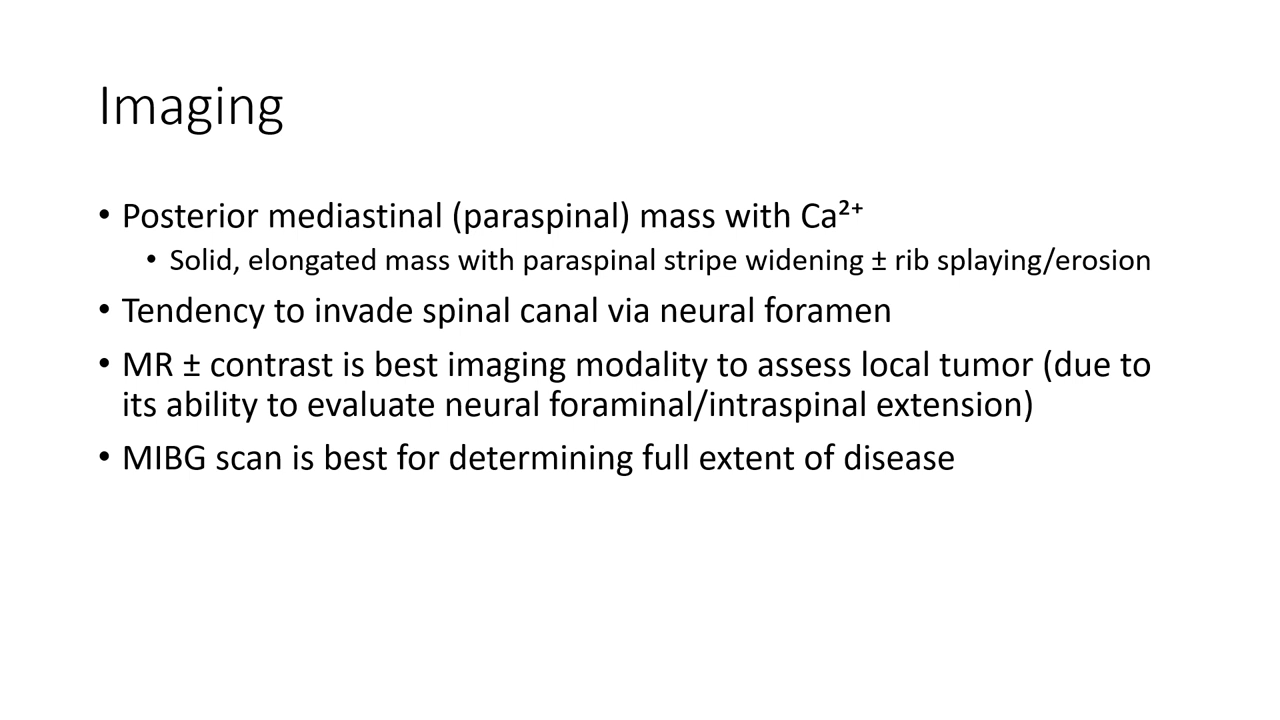 Imaging
• Posterior mediastinal (paraspinal) mass with Ca²⁺
• Solid, elongated mass with paraspinal stripe widening ± rib splaying/erosion
• Tendency to invade spinal canal via neural foramen
• MR ± contrast is best imaging modality to assess local tumor (due to
its ability to evaluate neural foraminal/intraspinal extension)
• MIBG scan is best for determining full extent of disease